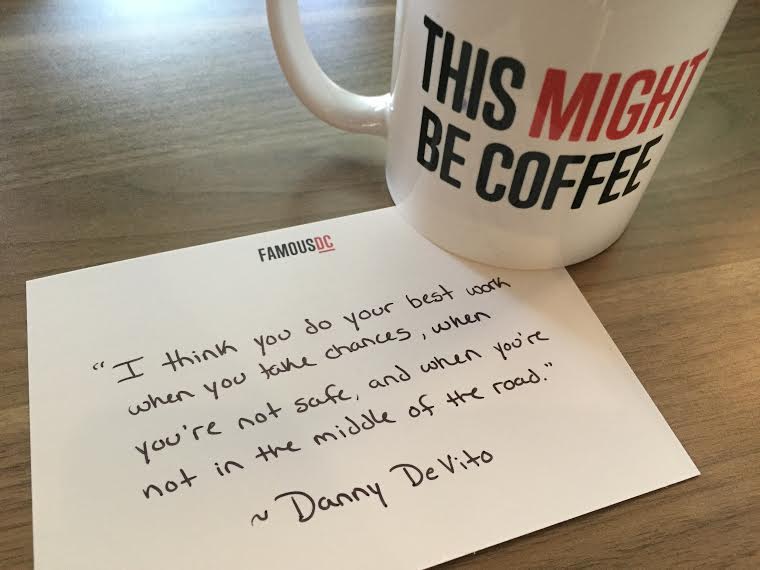 THIS MIGHT
BE COFFEE
FAMOUSDC
"I think you do your best work
when you take chances, when
you're not safe, and when you're
not in the middle of the road."
~ Danny DeVito